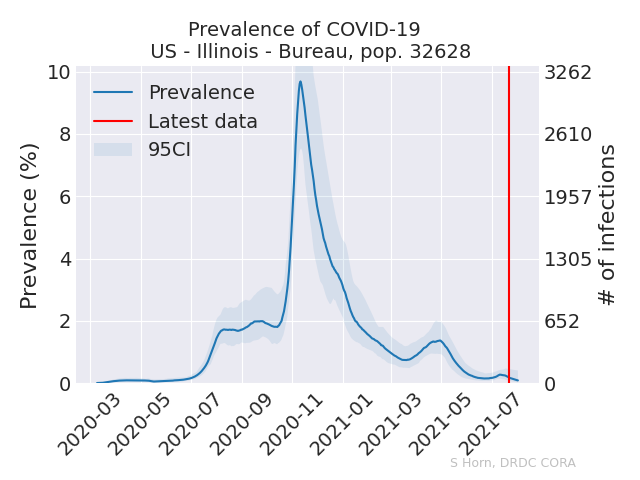 Prevalence of COVID-19
US - Illinois - Bureau, pop. 32628
Prevalence
Latest data
95CI
Prevalence (%)
10
8
6
4
2
0
3262
2610
1957
1305
652
0
# of infections
2020-03
2020-05
2020-07
2020-09
2020-11
2021-01
2021-03
2021-05
2021-07
S Horn, DRDC CORA